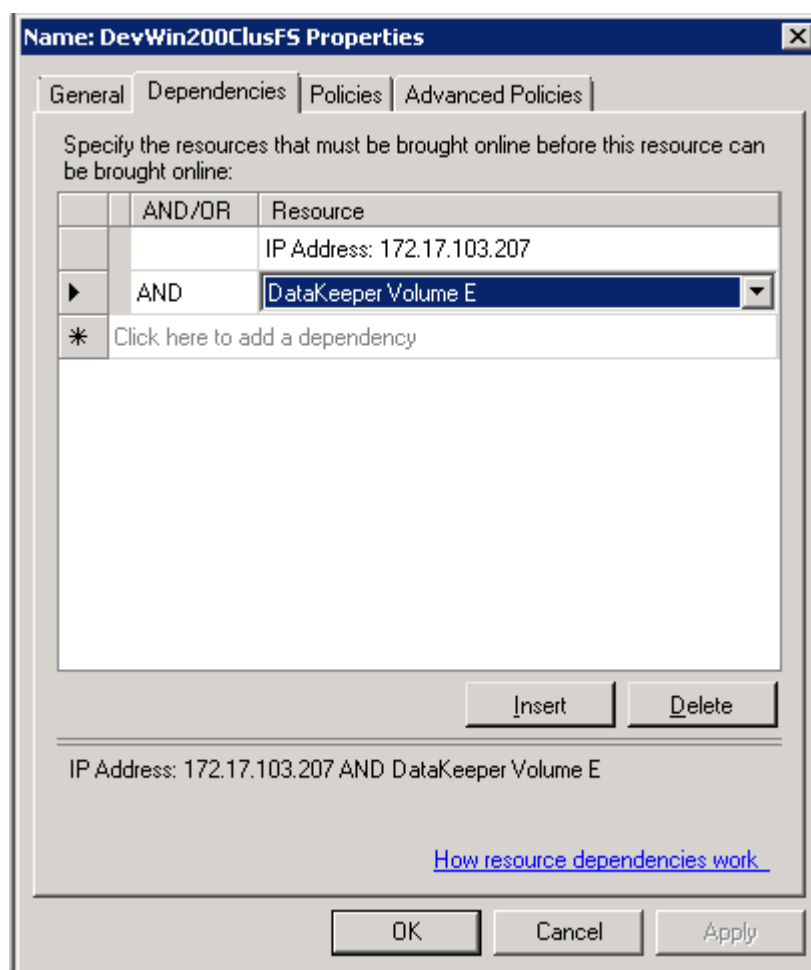 Name: DevWin200ClusFS Properties
General Dependencies Policies Advanced Policies
Specify the resources that must be brought online before this resource can
be brought online:
AND/OR Resource
IP Address: 172.17.103.207
AND DataKeeper Volume E
Click here to add a dependency
Insert Delete
IP Address: 172.17.103.207 AND DataKeeper Volume E
How resource dependencies work
OK Cancel Apply